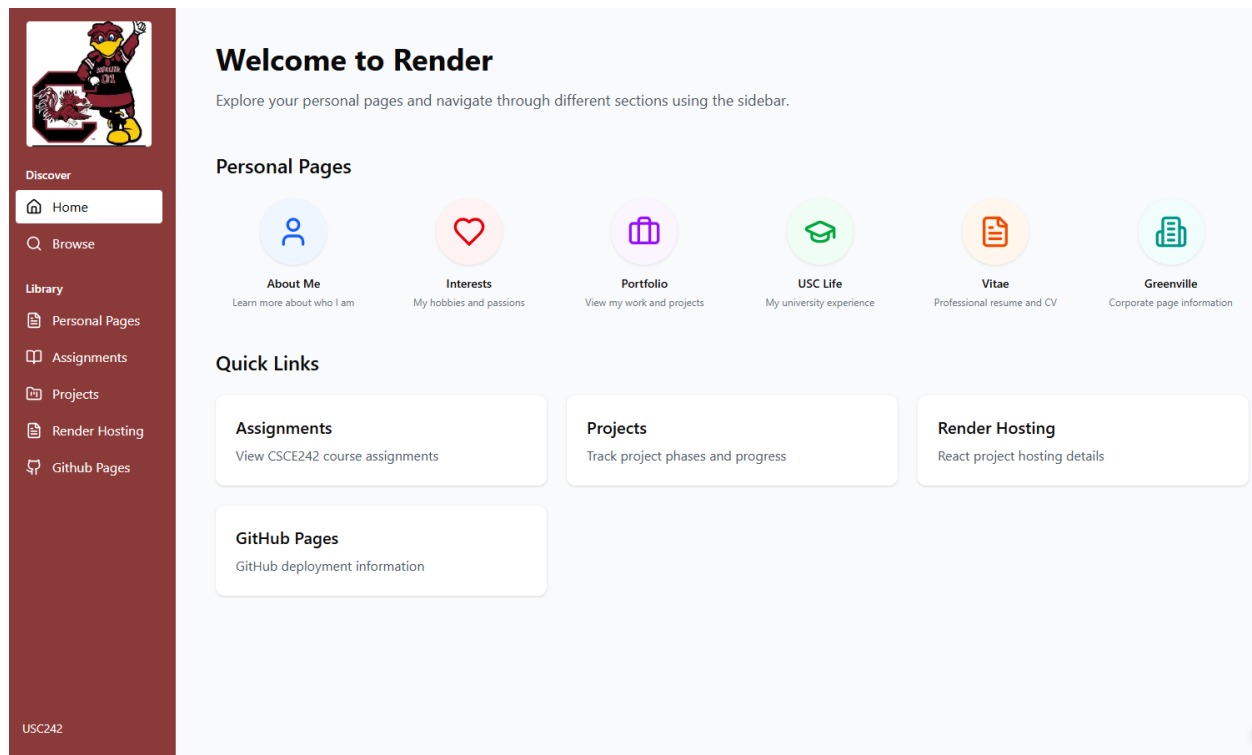 Discover
Home
Browse
Library
Personal Pages
Assignments
Projects
Render Hosting
Github Pages
USC242
Welcome to Render
Explore your personal pages and navigate through different sections using the sidebar.
Personal Pages
About Me
Learn more about who I am
Interests
My hobbies and passions
Portfolio
View my work and projects
USC Life
My university experience
Vitae
Professional resume and CV
Greenville
Corporate page information
Quick Links
Assignments
View CSCE242 course assignments
Projects
Track project phases and progress
Render Hosting
React project hosting details
GitHub Pages
GitHub deployment information